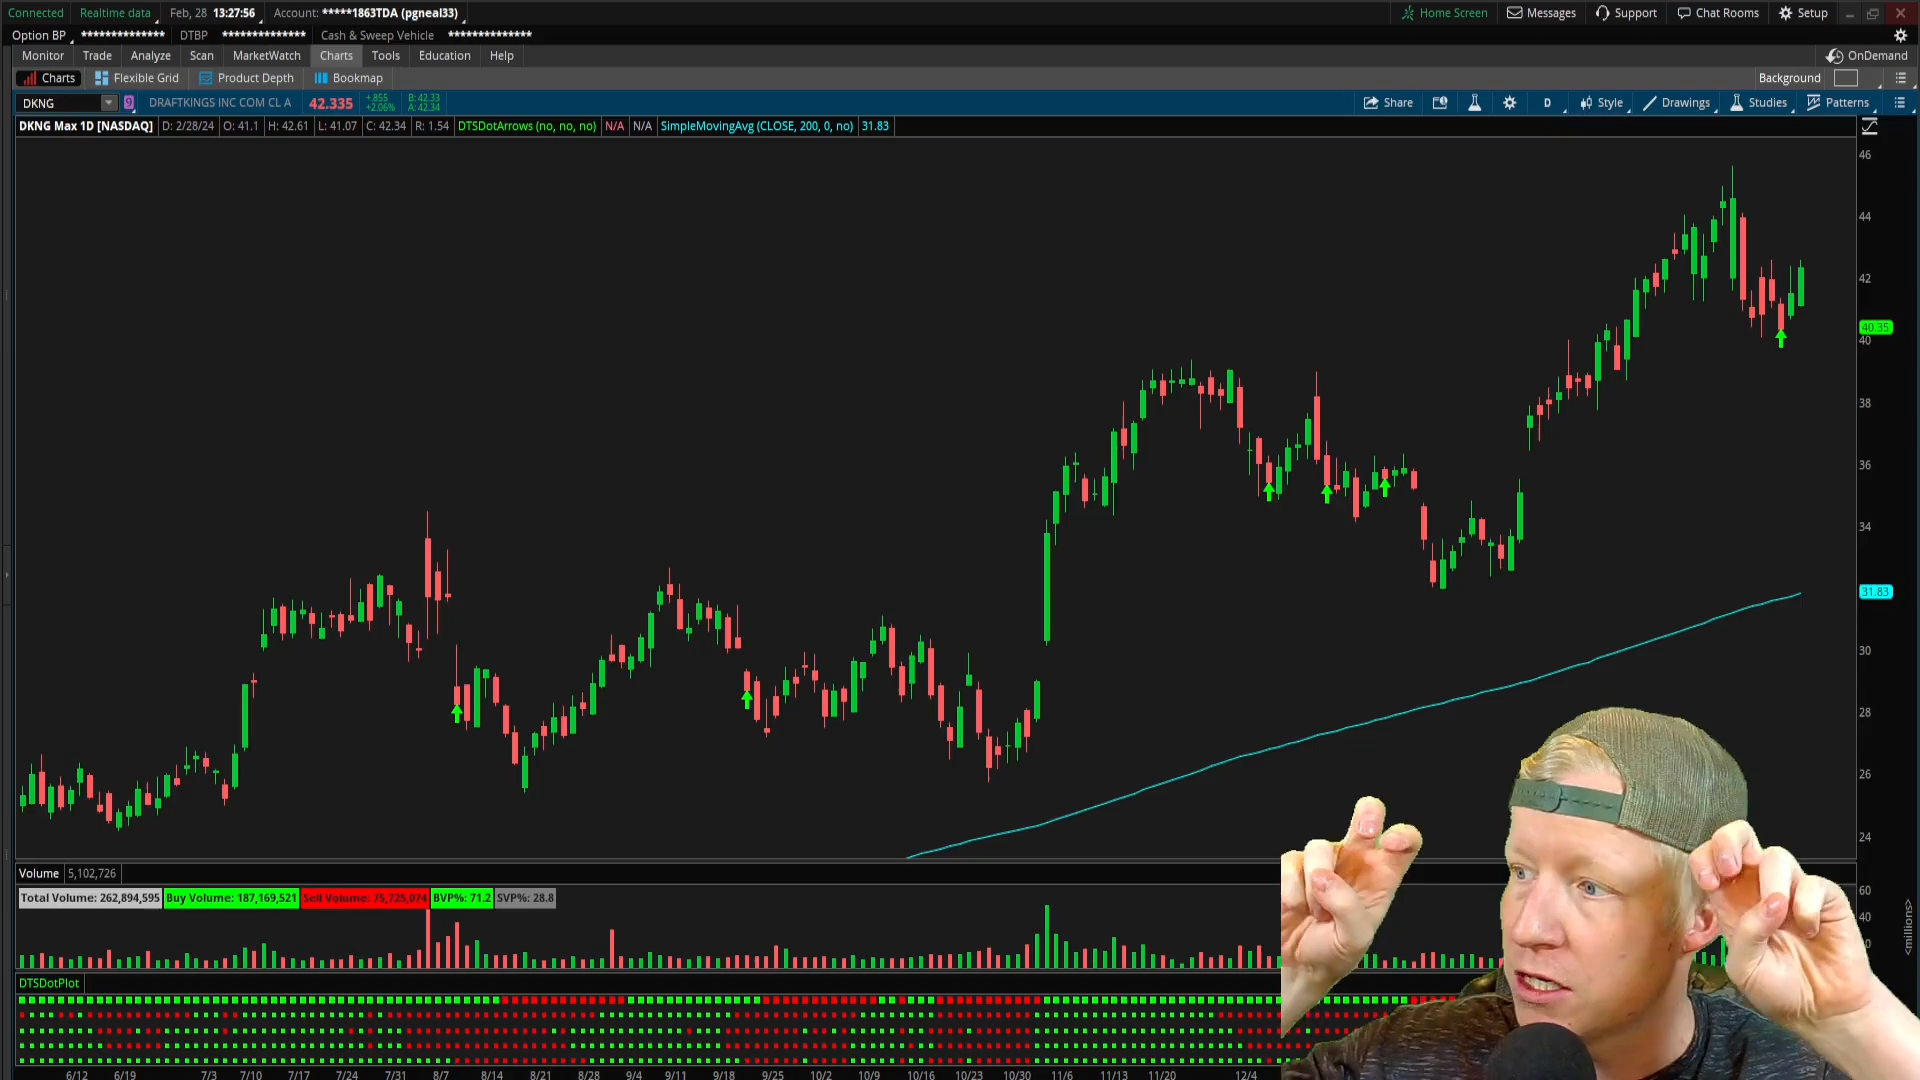 Connected Realtime data Feb, 28 13:27:56 Account: *****1863TDA (pgneal33) Home Screen Messages Support Chat Rooms Setup
Option BP ************** DTBP ************** Cash & Sweep Vehicle **************
Monitor Trade Analyze Scan MarketWatch Charts Tools Education Help OnDemand
Charts Flexible Grid Product Depth Bookmap Background
DKNG 9 DRAFTKINGS INC COM CL A 42.335 +.855 +2.06% B: 42.33 A: 42.34 Share D Style Drawings Studies Patterns
DKNG Max 1D [NASDAQ] D: 2/28/24 O: 41.1 H: 42.61 L: 41.07 C: 42.34 R: 1.54 DTSDotArrows (no, no, no) N/A N/A SimpleMovingAvg (CLOSE, 200, 0, no) 31.83
46
44
42
40.35
40
38
36
34
31.83
30
28
26
24
Volume 5,102,726
Total Volume: 262,894,595 Buy Volume: 187,169,521 Sell Volume: 75,725,074 BVP%: 71.2 SVP%: 28.8
60
40
<millions>
DTSDotPlot
6/12 6/19 7/3 7/10 7/17 7/24 7/31 8/7 8/14 8/21 8/28 9/4 9/11 9/18 9/25 10/2 10/9 10/16 10/23 10/30 11/6 11/13 11/20 12/4